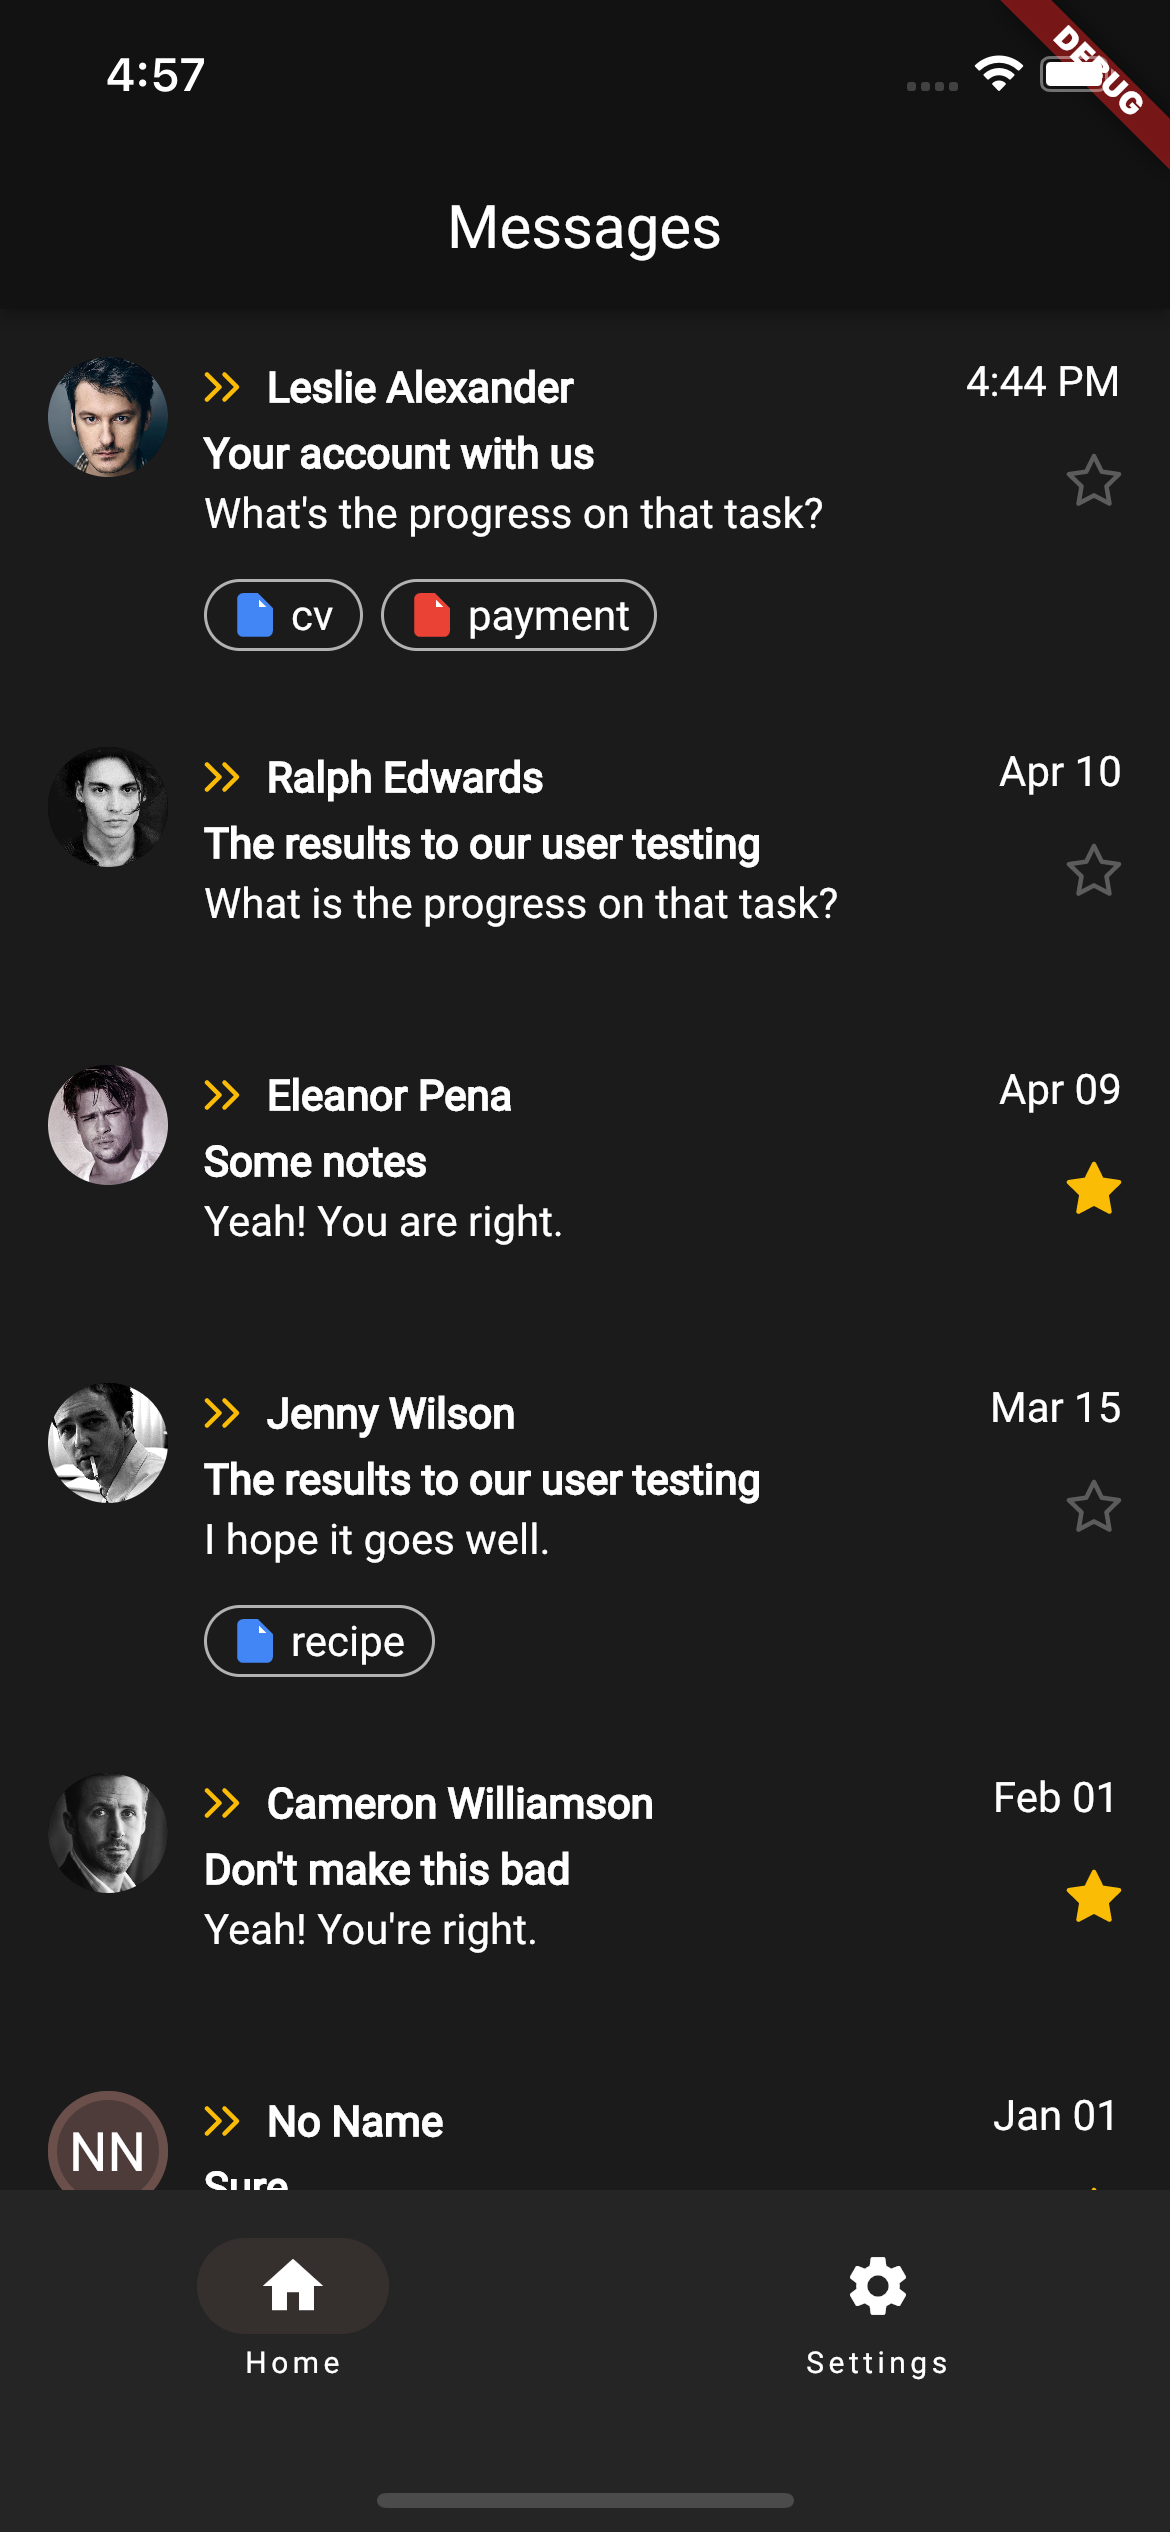 4:57
DEBUG
Messages
Leslie Alexander
4:44 PM
Your account with us
What's the progress on that task?
cv
payment
Ralph Edwards
Apr 10
The results to our user testing
What is the progress on that task?
Eleanor Pena
Apr 09
Some notes
Yeah! You are right.
Jenny Wilson
Mar 15
The results to our user testing
I hope it goes well.
recipe
Cameron Williamson
Feb 01
Don't make this bad
Yeah! You're right.
NN
No Name
Jan 01
Sure
Home
Settings